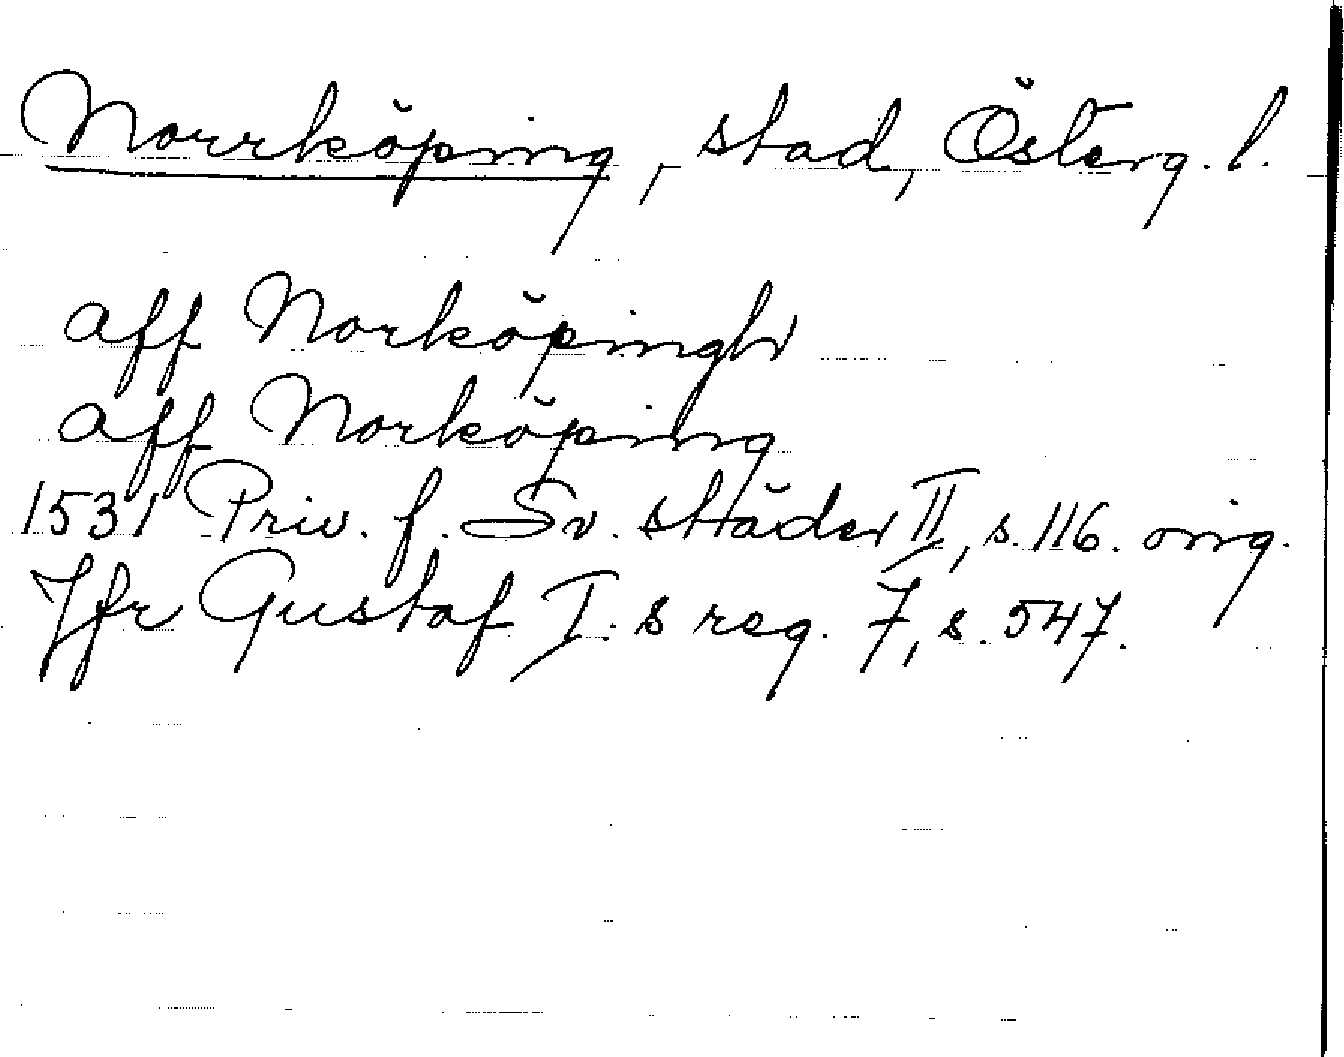 Norrköping, stad, Österg. l.
aff Norköpingh
aff Norköping
1531 Priv. f. Sv. städer II, s. 116. orig.
Jfr Gustaf I:s reg. 7, s. 547.